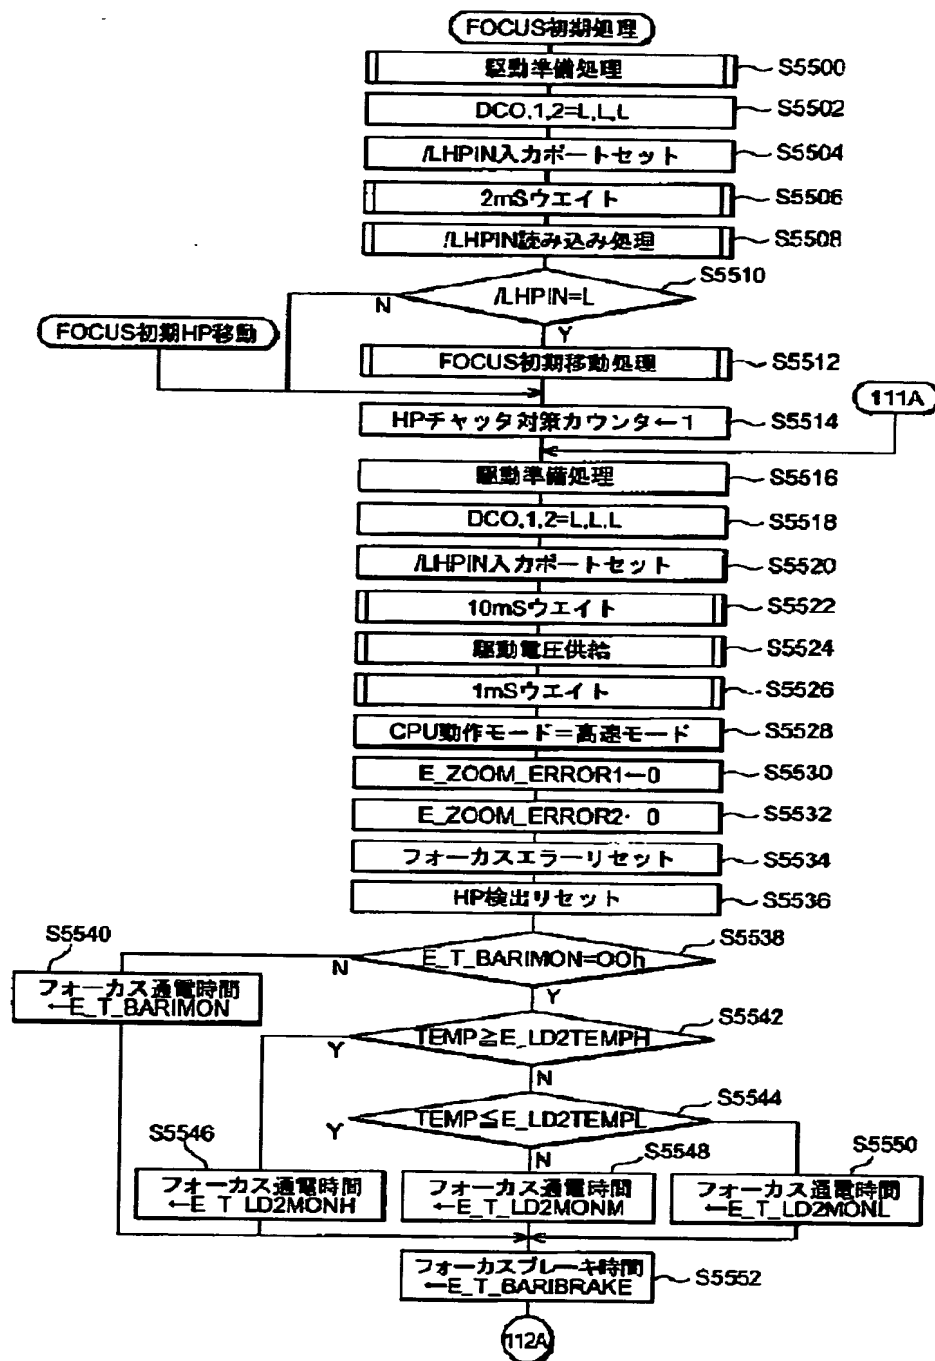 FOCUS初期処理
駆動準備処理
S5500
DC0,1,2=L,L,L
S5502
/LHPIN入力ポートセット
S5504
2mSウエイト
S5506
/LHPIN読み込み処理
S5508
/LHPIN=L
S5510
N
Y
FOCUS初期HP移動
FOCUS初期移動処理
S5512
111A
HPチャッタ対策カウンタ←1
S5514
駆動準備処理
S5516
DC0,1,2=L,L,L
S5518
/LHPIN入力ポートセット
S5520
10mSウエイト
S5522
駆動電圧供給
S5524
1mSウエイト
S5526
CPU動作モード=高速モード
S5528
E_ZOOM_ERROR1←0
S5530
E_ZOOM_ERROR2· 0
S5532
フォーカスエラーリセット
S5534
HP検出リセット
S5536
S5540
E_T_BARIMON=00h
S5538
N
Y
フォーカス通電時間
←E_T_BARIMON
TEMP≧E_LD2TEMPH
S5542
Y
N
TEMP≦E_LD2TEMPL
S5544
Y
N
S5546
S5548
S5550
フォーカス通電時間
←E_T_LD2MONH
フォーカス通電時間
←E_T_LD2MONM
フォーカス通電時間
←E_T_LD2MONL
フォーカスブレーキ時間
←E_T_BARIBRAKE
S5552
112A